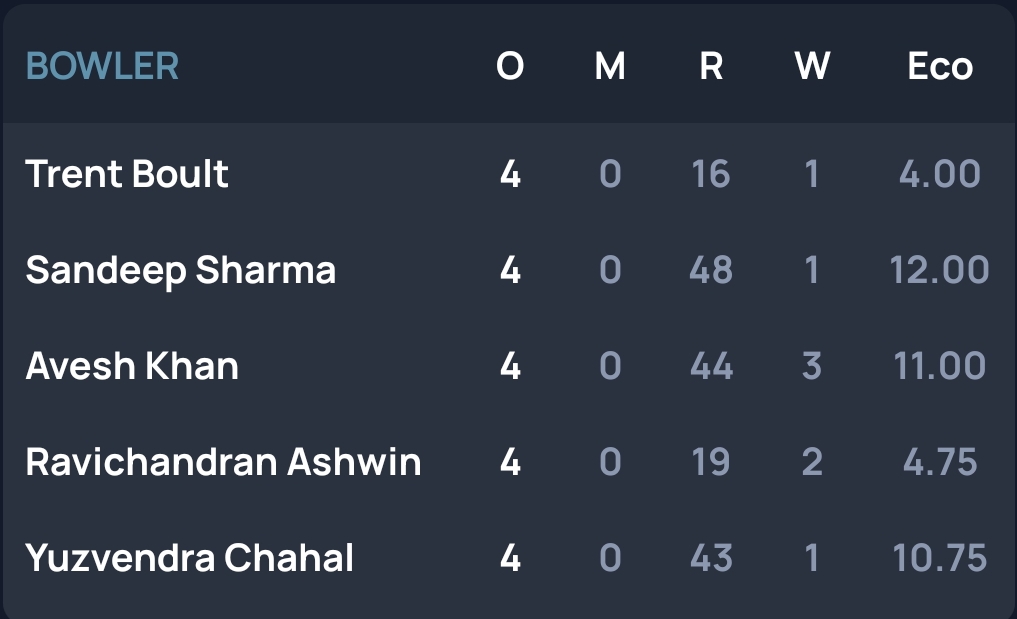 BOWLER O M R W Eco
Trent Boult 4 0 16 1 4.00
Sandeep Sharma 4 0 48 1 12.00
Avesh Khan 4 0 44 3 11.00
Ravichandran Ashwin 4 0 19 2 4.75
Yuzvendra Chahal 4 0 43 1 10.75